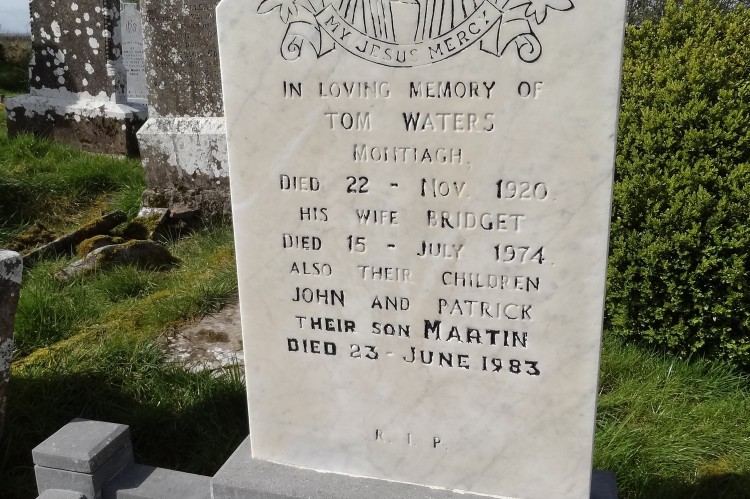 MY JESUS MERCY
IN LOVING MEMORY OF
TOM WATERS
MONTIAGH,
DIED 22 - NOV. 1920.
HIS WIFE BRIDGET
DIED 15 - JULY 1974.
ALSO THEIR CHILDREN
JOHN AND PATRICK
THEIR SON MARTIN
DIED 23 - JUNE 1983.
R. I. P.